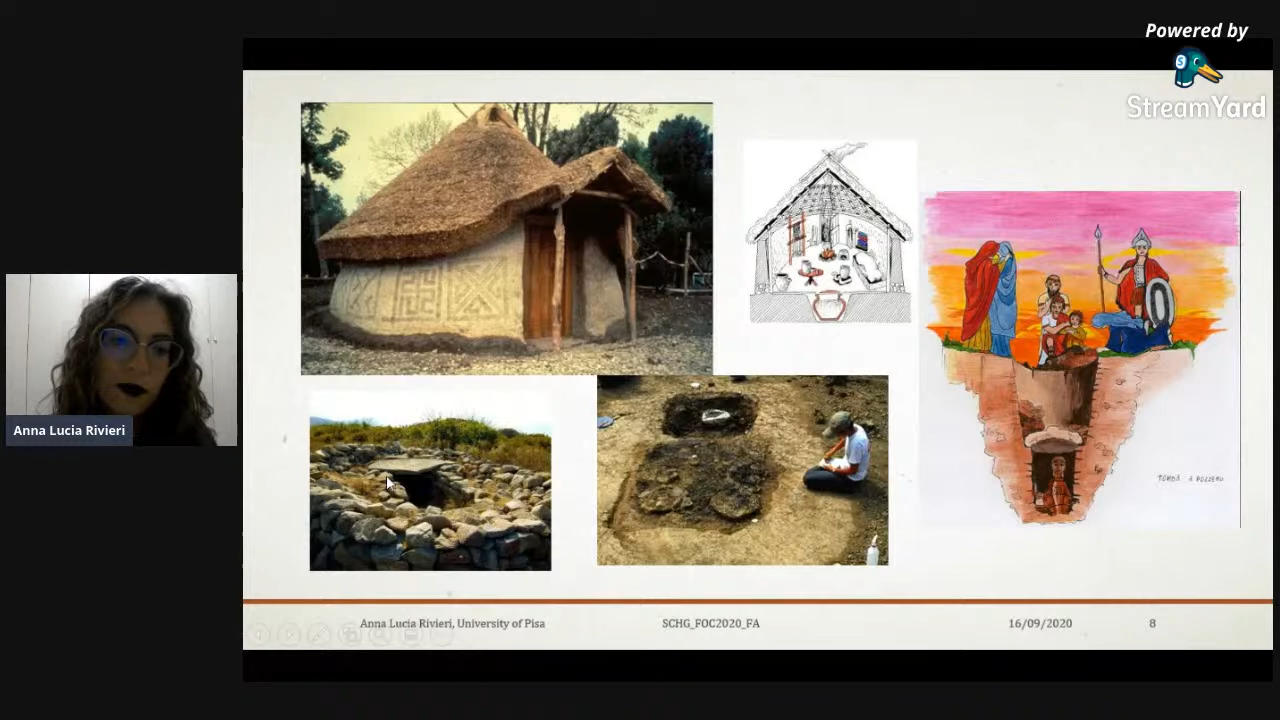 Powered by
StreamYard
Anna Lucia Rivieri
TOMBA A POZZETTO
Anna Lucia Rivieri, University of Pisa
SCHG_FOC2020_FA
16/09/2020
8